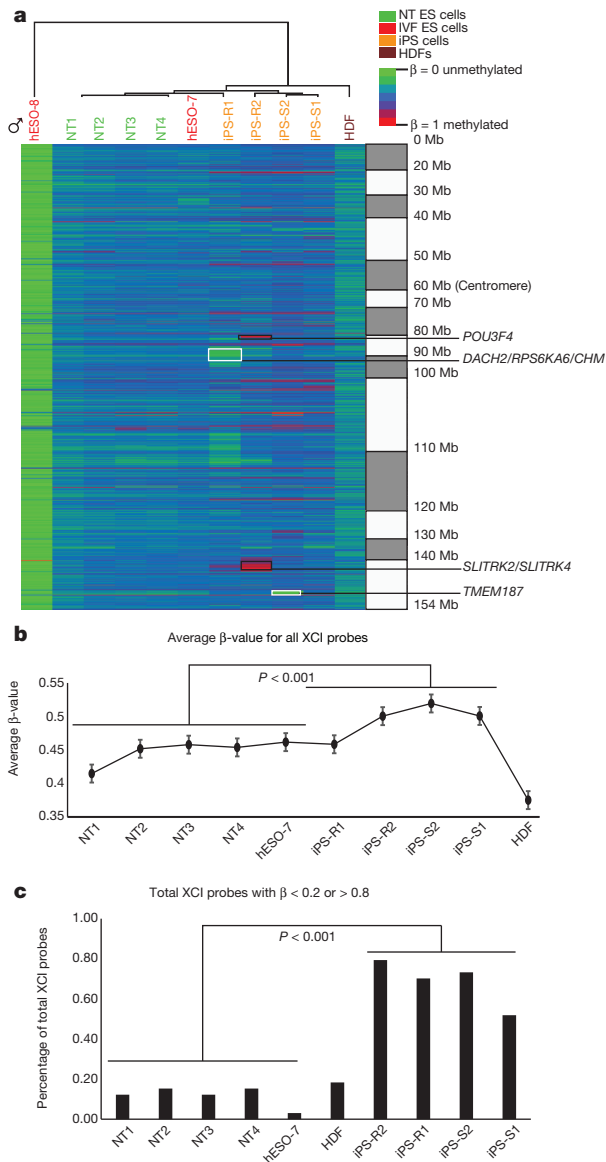 a
NT ES cells
IVF ES cells
iPS cells
HDFs
β = 0 unmethylated
β = 1 methylated
♂
hESO-8
NT1
NT2
NT3
NT4
hESO-7
iPS-R1
iPS-R2
iPS-S2
iPS-S1
HDF
0 Mb
20 Mb
30 Mb
40 Mb
50 Mb
60 Mb (Centromere)
70 Mb
80 Mb
POU3F4
90 Mb
DACH2/RPS6KA6/CHM
100 Mb
110 Mb
120 Mb
130 Mb
140 Mb
SLITRK2/SLITRK4
TMEM187
154 Mb
b
Average β-value for all XCI probes
P < 0.001
Average β-value
0.55
0.5
0.45
0.4
0.35
NT1
NT2
NT3
NT4
hESO-7
iPS-R1
iPS-R2
iPS-S2
iPS-S1
HDF
c
Total XCI probes with β < 0.2 or > 0.8
P < 0.001
Percentage of total XCI probes
1.00
0.80
0.60
0.40
0.20
0.00
NT1
NT2
NT3
NT4
hESO-7
HDF
iPS-R2
iPS-R1
iPS-S2
iPS-S1